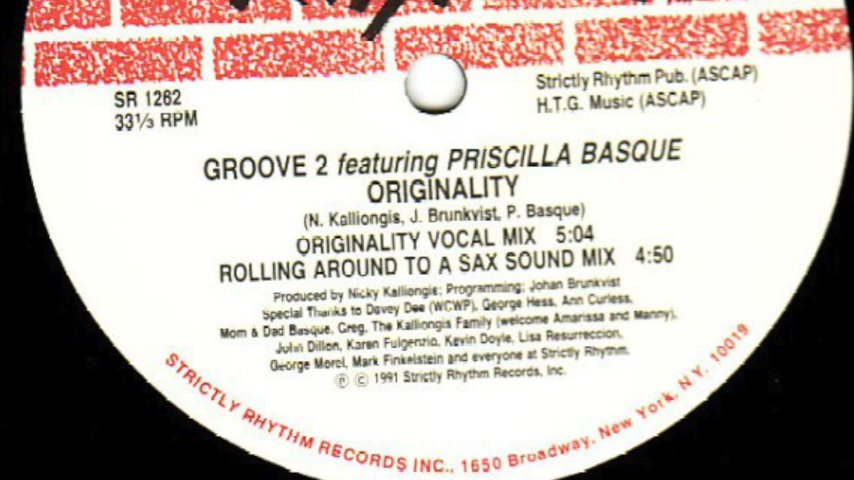 SR 1262
33⅓ RPM
Strictly Rhythm Pub. (ASCAP)
H.T.G. Music (ASCAP)
GROOVE 2 featuring PRISCILLA BASQUE
ORIGINALITY
(N. Kalliongis, J. Brunkvist, P. Basque)
ORIGINALITY VOCAL MIX 5:04
ROLLING AROUND TO A SAX SOUND MIX 4:50
Produced by Nicky Kalliongis; Programming; Johan Brunkvist
Special Thanks to Davey Dee (WCWP), George Hess, Ann Curless,
Mom & Dad Basque, Greg, The Kalliongis Family (welcome Amarissa and Manny),
John Dillon, Karen Fulgenzio, Kevin Doyle, Lisa Resurreccion,
George Morel, Mark Finkelstein and everyone at Strictly Rhythm.
℗ © 1991 Strictly Rhythm Records, Inc.
STRICTLY RHYTHM RECORDS INC., 1650 Broadway, New York, N.Y. 10019